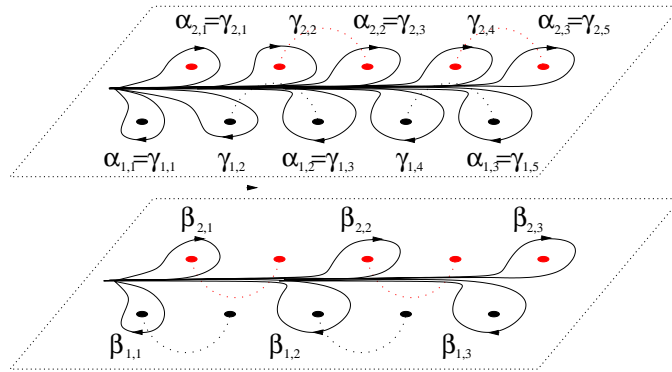 α2,1=γ2,1 γ2,2 α2,2=γ2,3 γ2,4 α2,3=γ2,5
α1,1=γ1,1 γ1,2 α1,2=γ1,3 γ1,4 α1,3=γ1,5
β2,1 β2,2 β2,3
β1,1 β1,2 β1,3